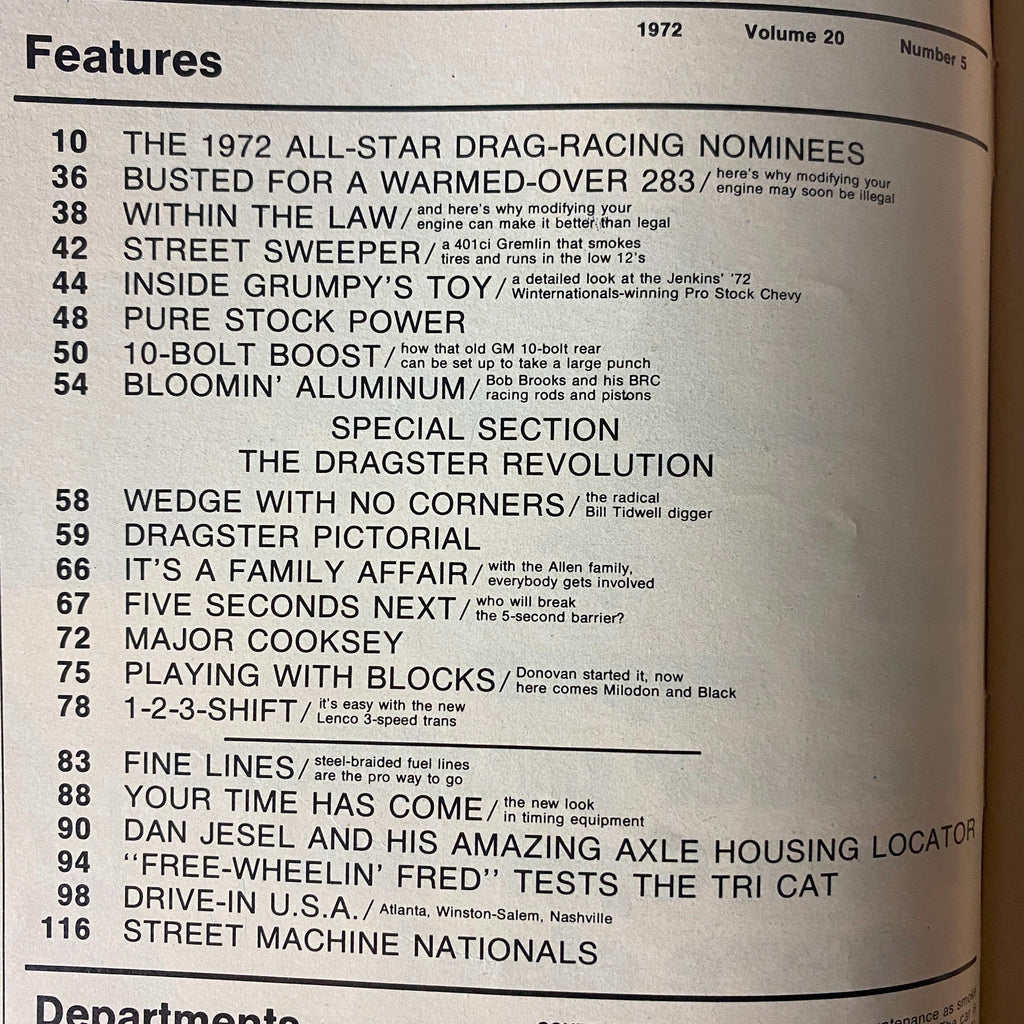 1972 Volume 20 Number 5
Features
10 THE 1972 ALL-STAR DRAG-RACING NOMINEES
36 BUSTED FOR A WARMED-OVER 283/here's why modifying your
engine may soon be illegal
38 WITHIN THE LAW/and here's why modifying your
engine can make it better than legal
42 STREET SWEEPER/a 401ci Gremlin that smokes
tires and runs in the low 12's
44 INSIDE GRUMPY'S TOY/a detailed look at the Jenkins' '72
Winternationals-winning Pro Stock Chevy
48 PURE STOCK POWER
50 10-BOLT BOOST/how that old GM 10-bolt rear
can be set up to take a large punch
54 BLOOMIN' ALUMINUM/Bob Brooks and his BRC
racing rods and pistons
SPECIAL SECTION
THE DRAGSTER REVOLUTION
58 WEDGE WITH NO CORNERS/the radical
Bill Tidwell digger
59 DRAGSTER PICTORIAL
66 IT'S A FAMILY AFFAIR/with the Allen family,
everybody gets involved
67 FIVE SECONDS NEXT/who will break
the 5-second barrier?
72 MAJOR COOKSEY
75 PLAYING WITH BLOCKS/Donovan started it, now
here comes Milodon and Black
78 1-2-3-SHIFT/it's easy with the new
Lenco 3-speed trans
83 FINE LINES/steel-braided fuel lines
are the pro way to go
88 YOUR TIME HAS COME/the new look
in timing equipment
90 DAN JESEL AND HIS AMAZING AXLE HOUSING LOCATOR
94 "FREE-WHEELIN' FRED" TESTS THE TRI CAT
98 DRIVE-IN U.S.A./Atlanta, Winston-Salem, Nashville
116 STREET MACHINE NATIONALS
Departments
as smoke